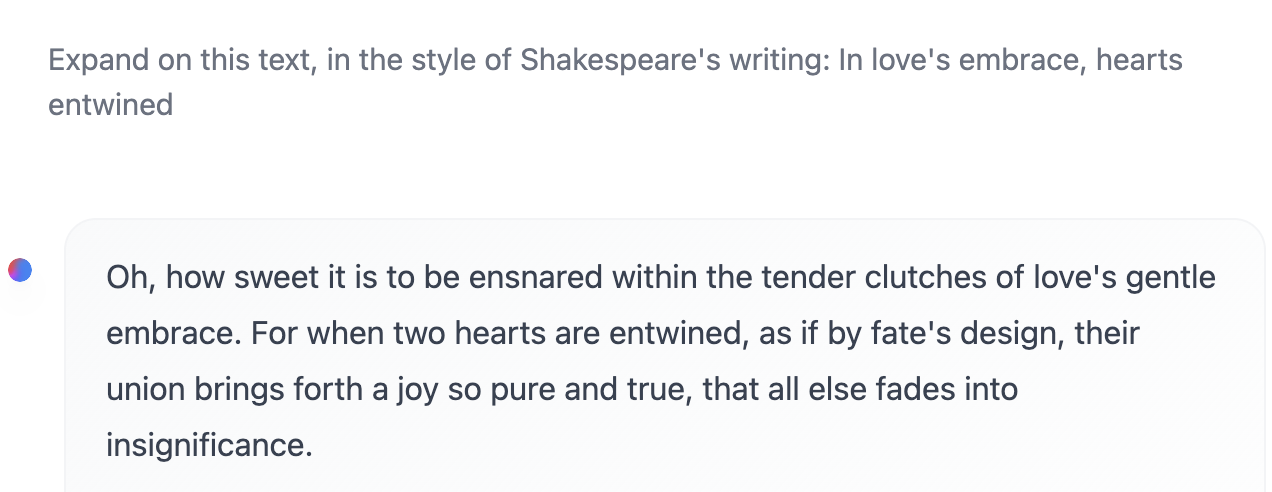 Expand on this text, in the style of Shakespeare's writing: In love's embrace, hearts
entwined
Oh, how sweet it is to be ensnared within the tender clutches of love's gentle
embrace. For when two hearts are entwined, as if by fate's design, their
union brings forth a joy so pure and true, that all else fades into
insignificance.